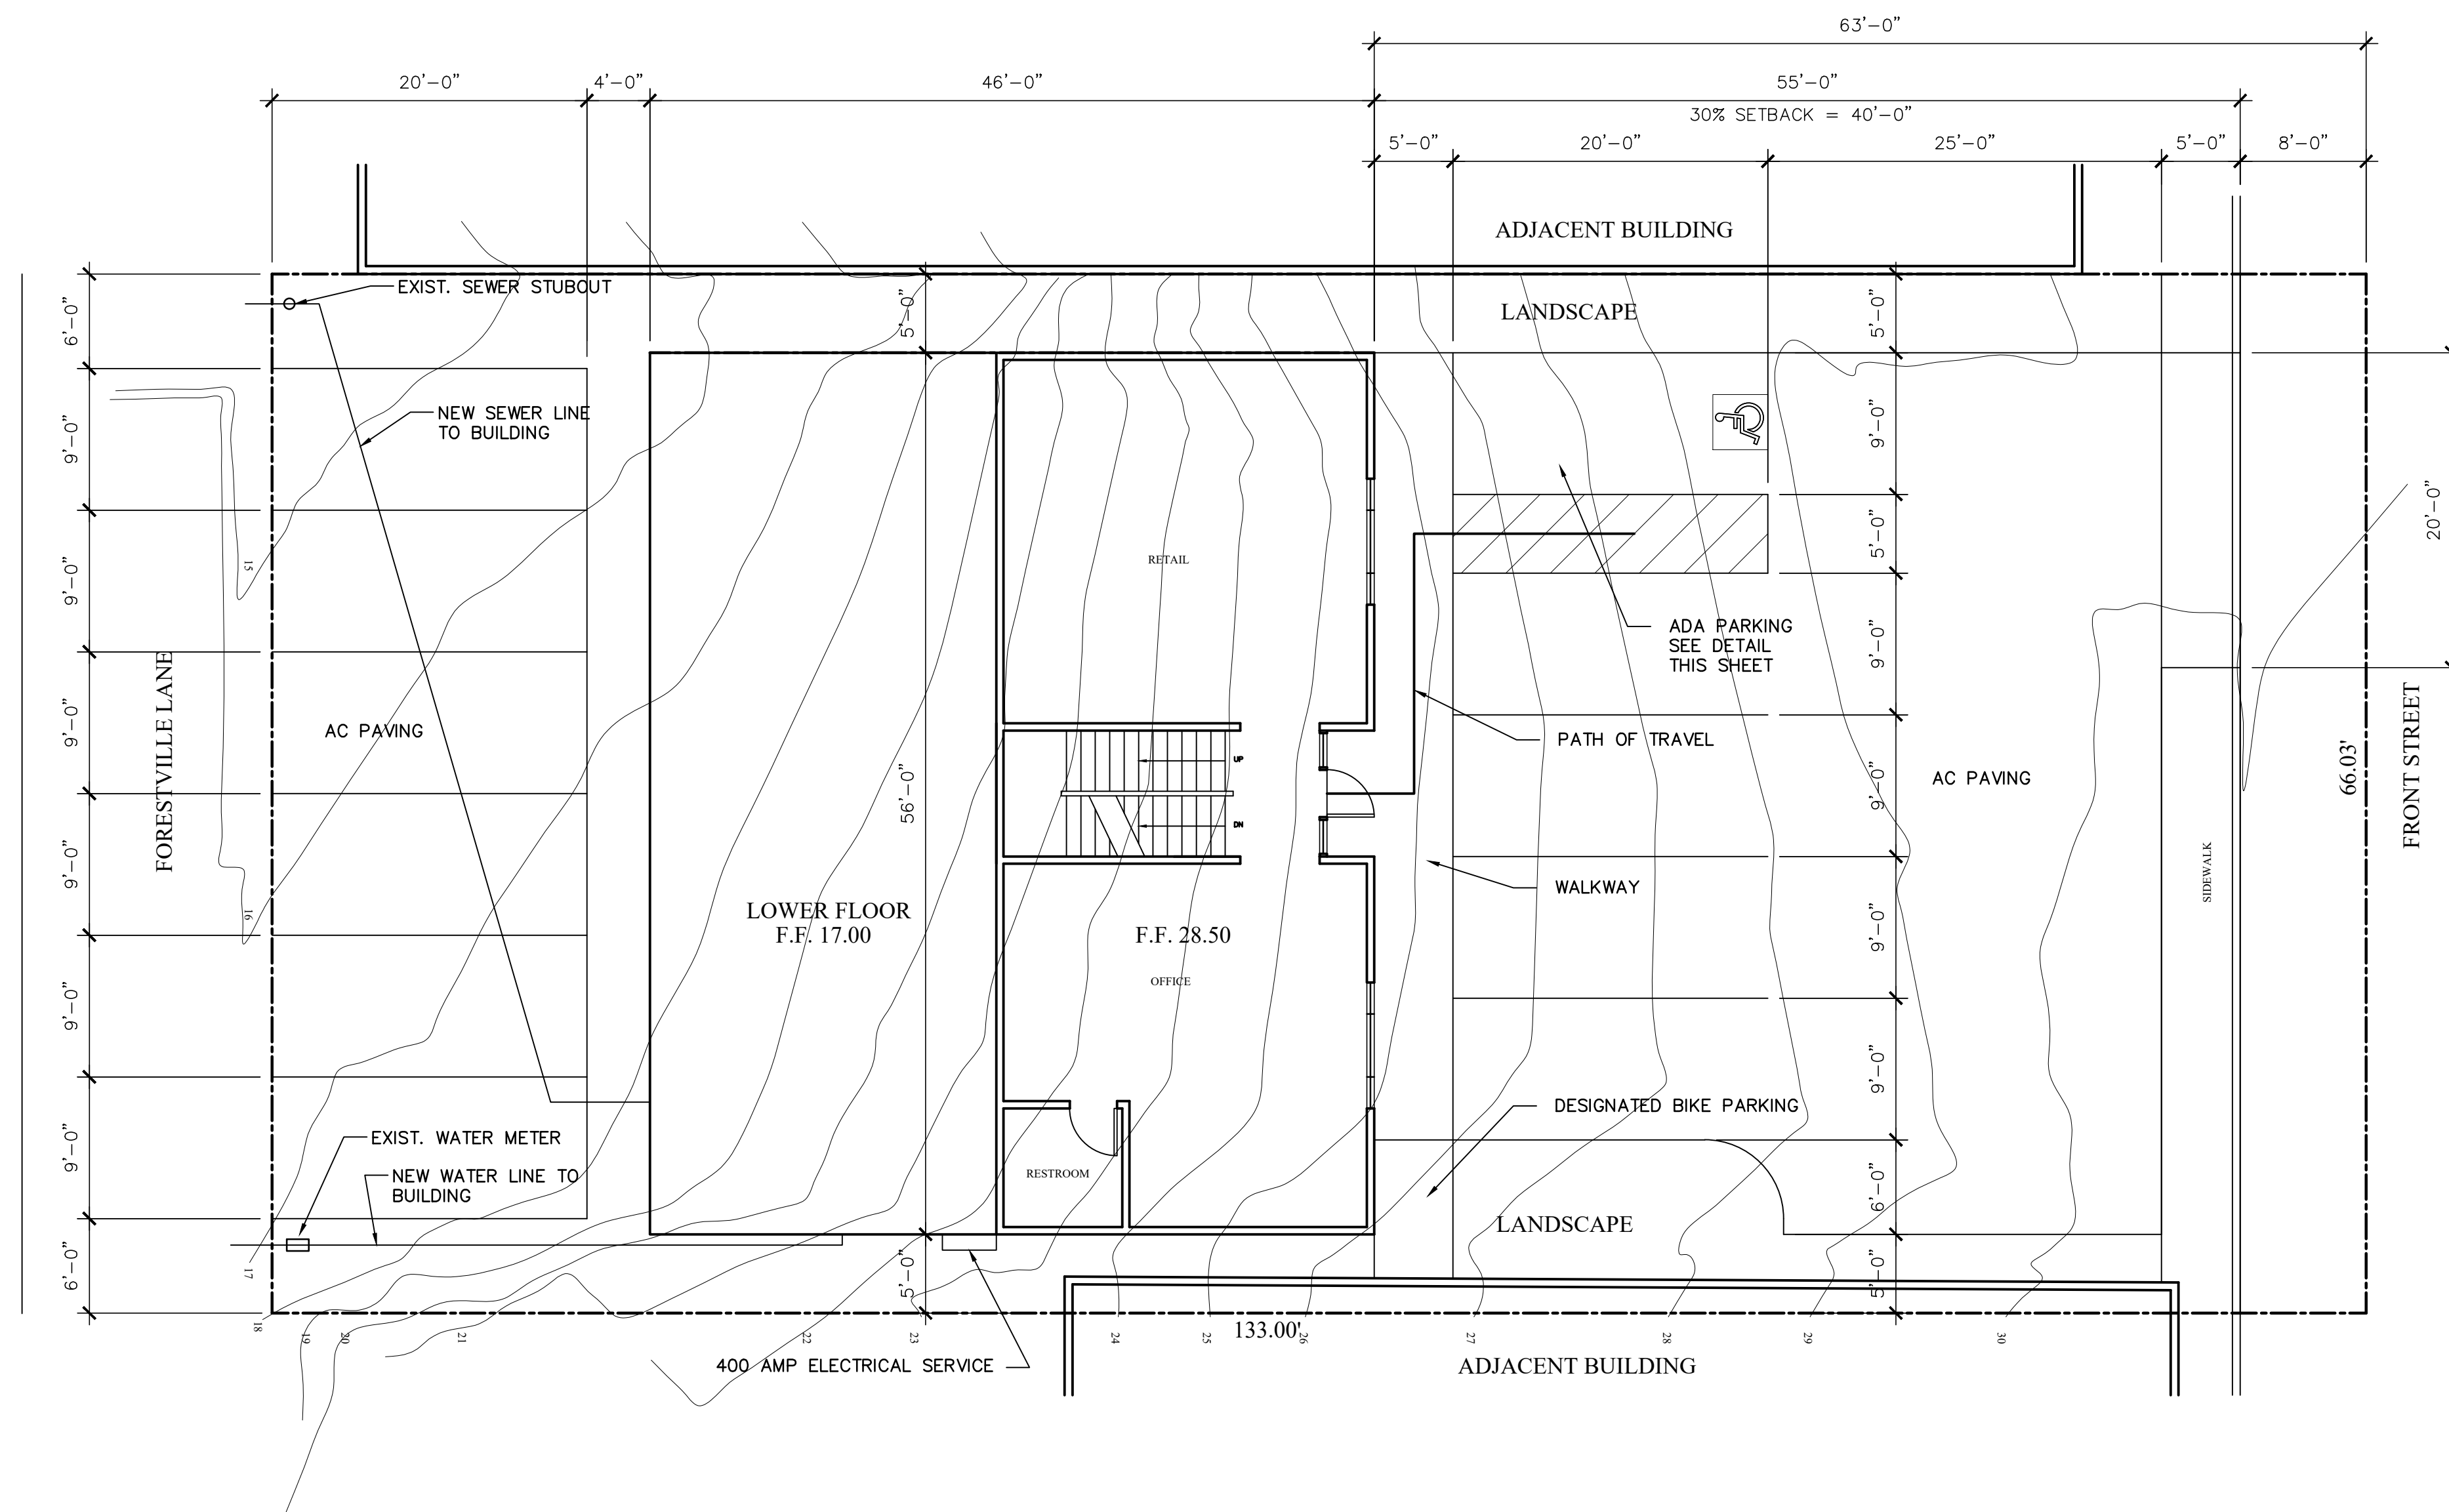 63'-0"
20'-0"
4'-0"
46'-0"
55'-0"
30% SETBACK = 40'-0"
5'-0"
20'-0"
25'-0"
5'-0"
8'-0"
ADJACENT BUILDING
EXIST. SEWER STUBOUT
LANDSCAPE
6'-0"
5'-0"
5'-0"
NEW SEWER LINE
TO BUILDING
9'-0"
9'-0"
20'-0"
5'-0"
RETAIL
15
9'-0"
ADA PARKING
SEE DETAIL
THIS SHEET
9'-0"
FORESTVILLE LANE
AC PAVING
9'-0"
PATH OF TRAVEL
UP
56'-0"
9'-0"
AC PAVING
66.03'
FRONT STREET
DN
9'-0"
WALKWAY
SIDEWALK
LOWER FLOOR
F.F. 17.00
F.F. 28.50
16
9'-0"
OFFICE
9'-0"
9'-0"
DESIGNATED BIKE PARKING
EXIST. WATER METER
9'-0"
NEW WATER LINE TO
BUILDING
RESTROOM
6'-0"
LANDSCAPE
6'-0"
17
5'-0"
5'-0"
18
19
20
21
22
23
24
25
133.00'
26
27
28
29
30
400 AMP ELECTRICAL SERVICE
ADJACENT BUILDING